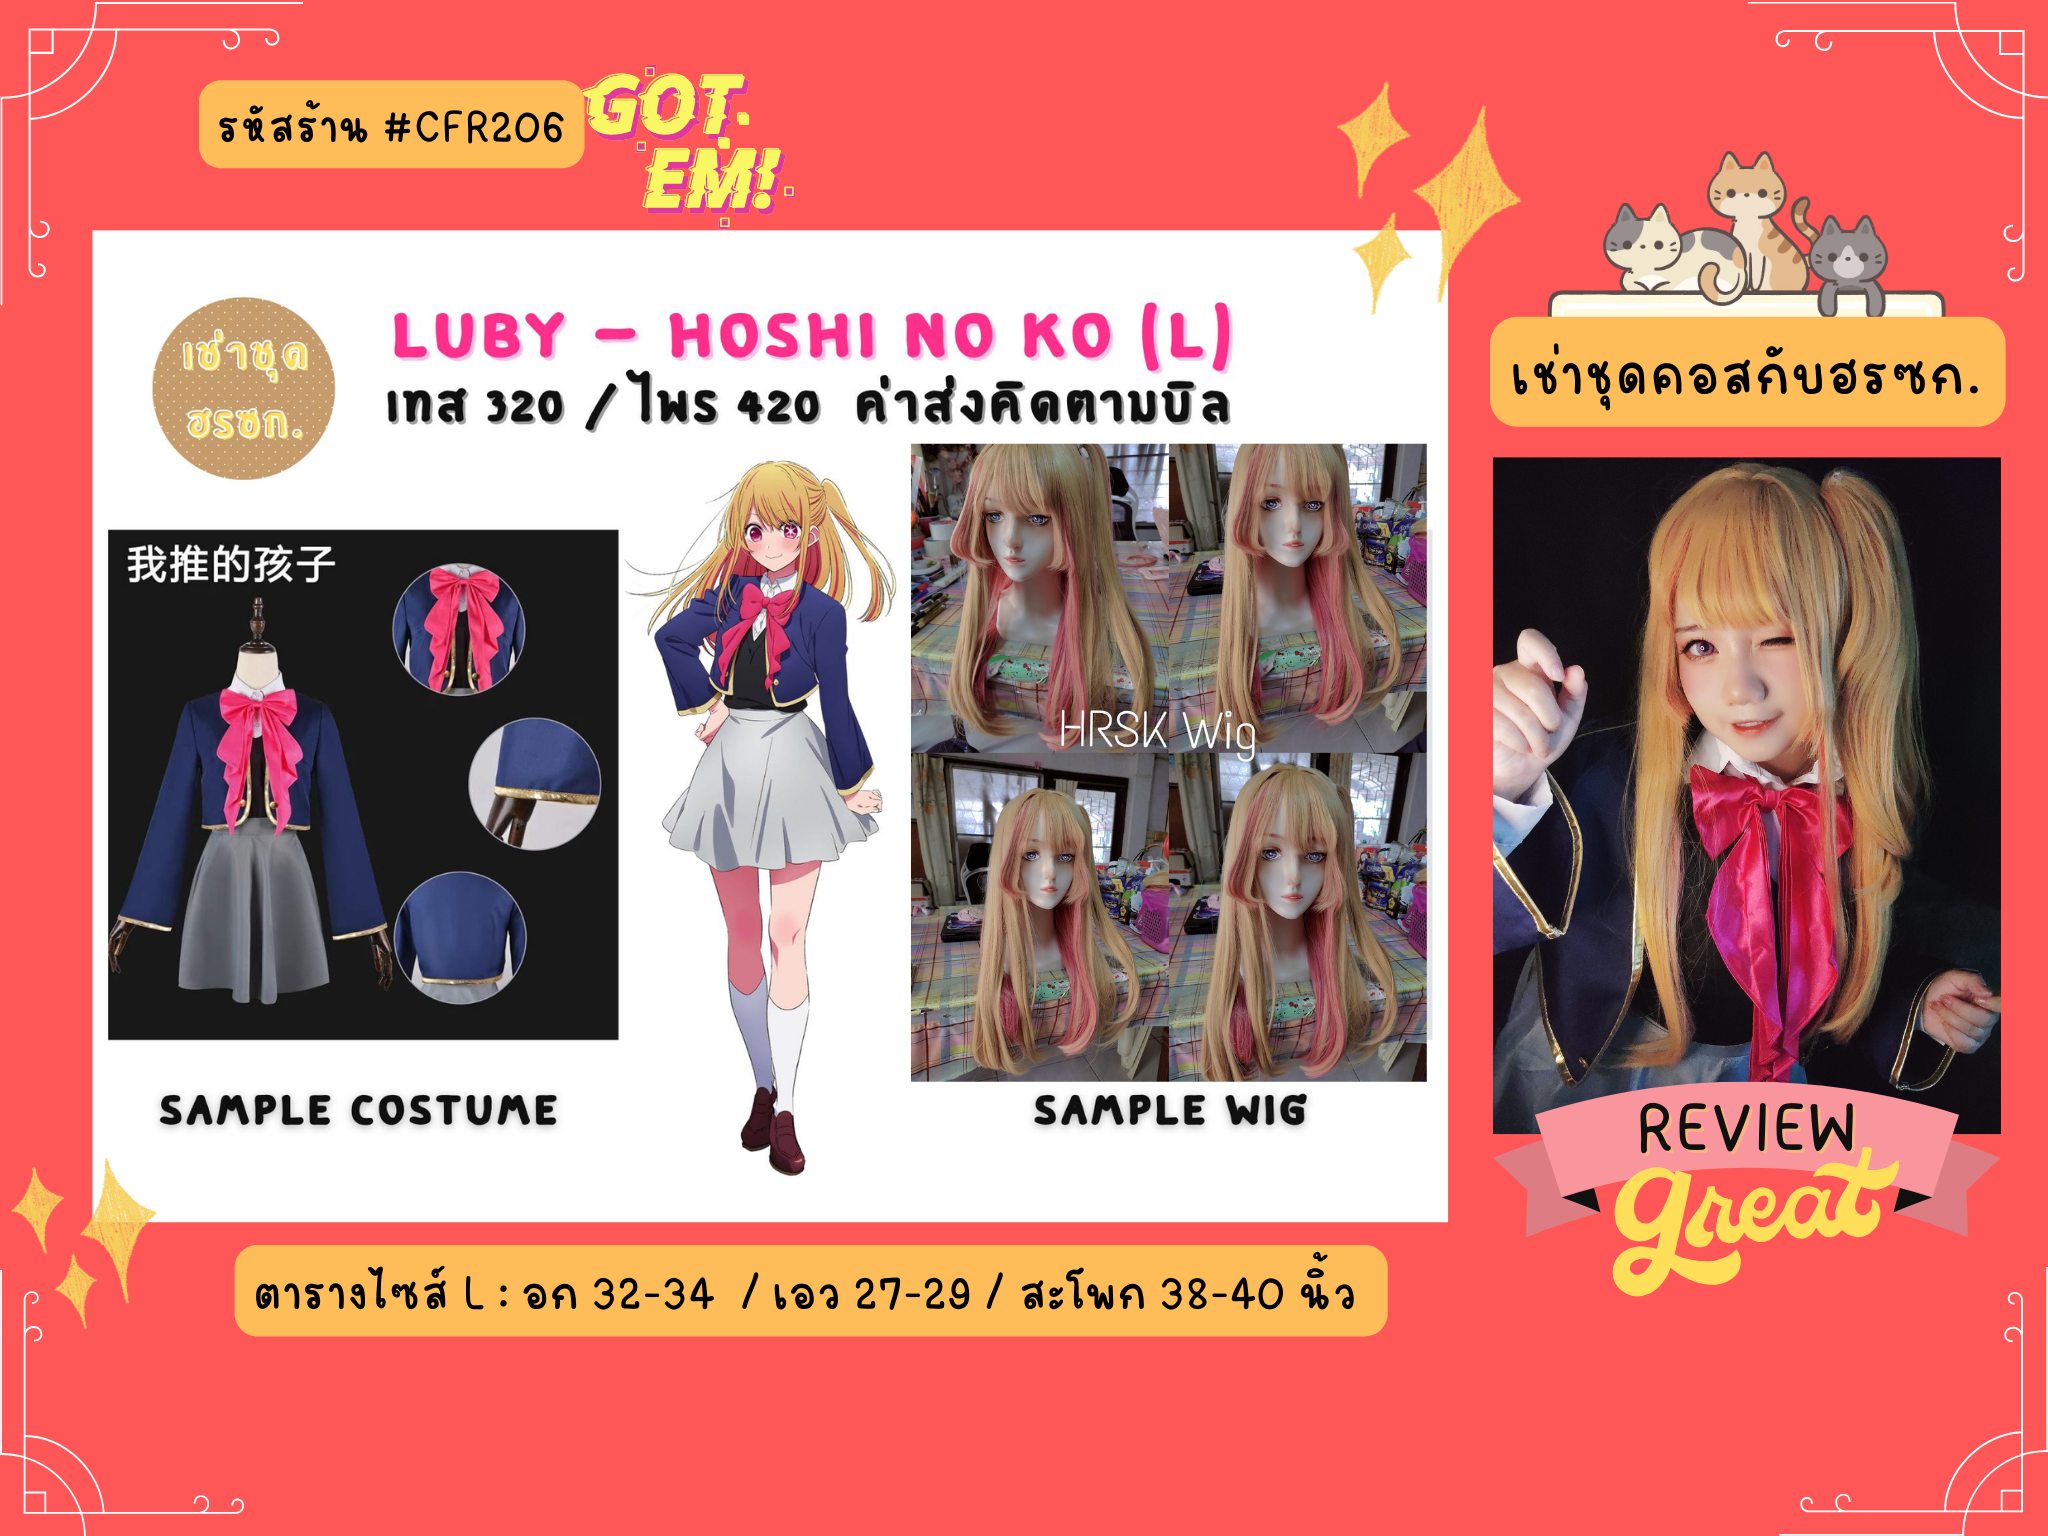 รหัสร้าน #CFR206
GOT
EM!
เช่าชุด
ฮรซก.
LUBY - HOSHI NO KO (L)
เทส 320 / ไพร 420 ค่าส่งคิดตามบิล
เช่าชุดคอสกับฮรซก.
我推的孩子
HRSK Wig
SAMPLE COSTUME
SAMPLE WIG
REVIEW
great
ตารางไซส์ L : อก 32-34 / เอว 27-29 / สะโพก 38-40 นิ้ว